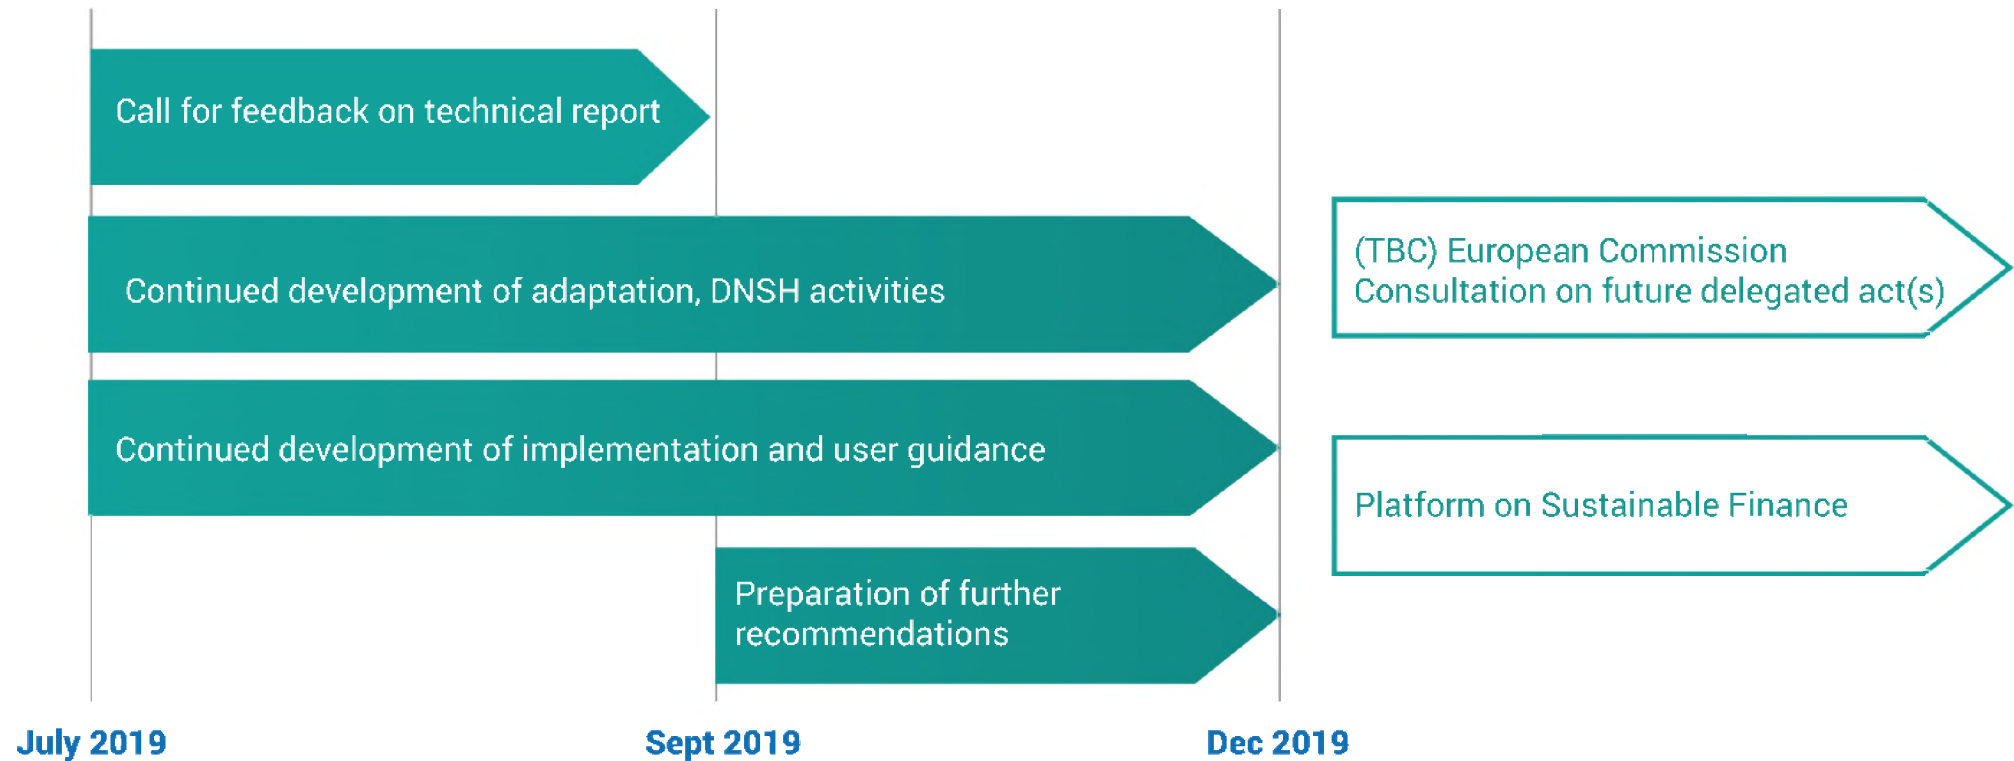 Call for feedback on technical report
Continued development of adaptation, DNSH activities
(TBC) European Commission
Consultation on future delegated act(s)
Continued development of implementation and user guidance
Platform on Sustainable Finance
Preparation of further
recommendations
July 2019
Sept 2019
Dec 2019